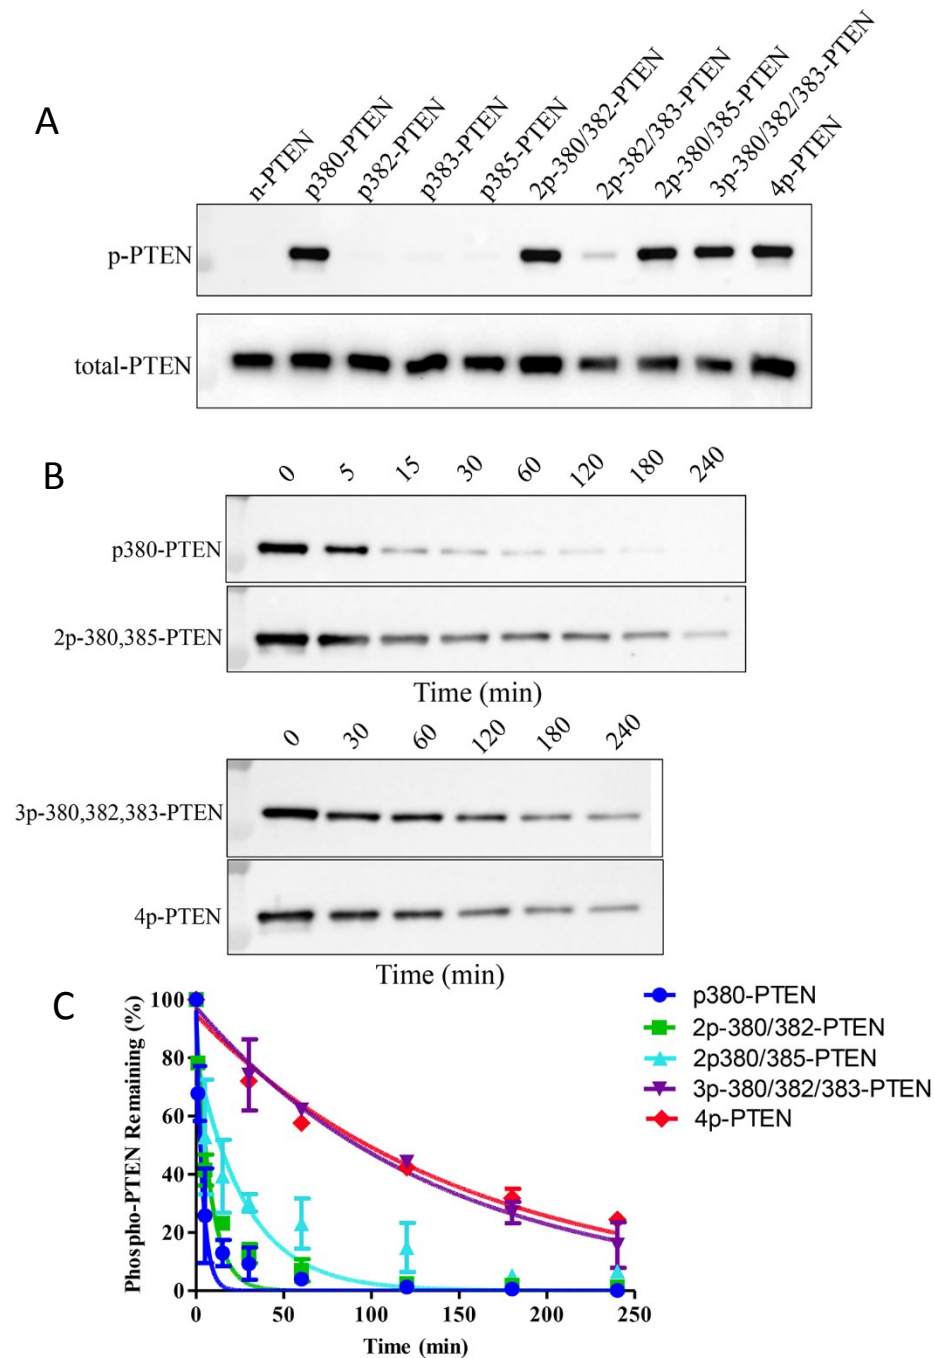 A
n-PTEN
p380-PTEN
p382-PTEN
p383-PTEN
p385-PTEN
2p-380/382-PTEN
2p-382/383-PTEN
2p-380/385-PTEN
3p-380/382/383-PTEN
4p-PTEN
p-PTEN
total-PTEN
B
0 5 15 30 60 120 180 240
p380-PTEN
2p-380,385-PTEN
Time (min)
0 30 60 120 180 240
3p-380,382,383-PTEN
4p-PTEN
Time (min)
C
Phospho-PTEN Remaining (%)
100
80
60
40
20
0
0 50 100 150 200 250
Time (min)
p380-PTEN
2p-380/382-PTEN
2p380/385-PTEN
3p-380/382/383-PTEN
4p-PTEN